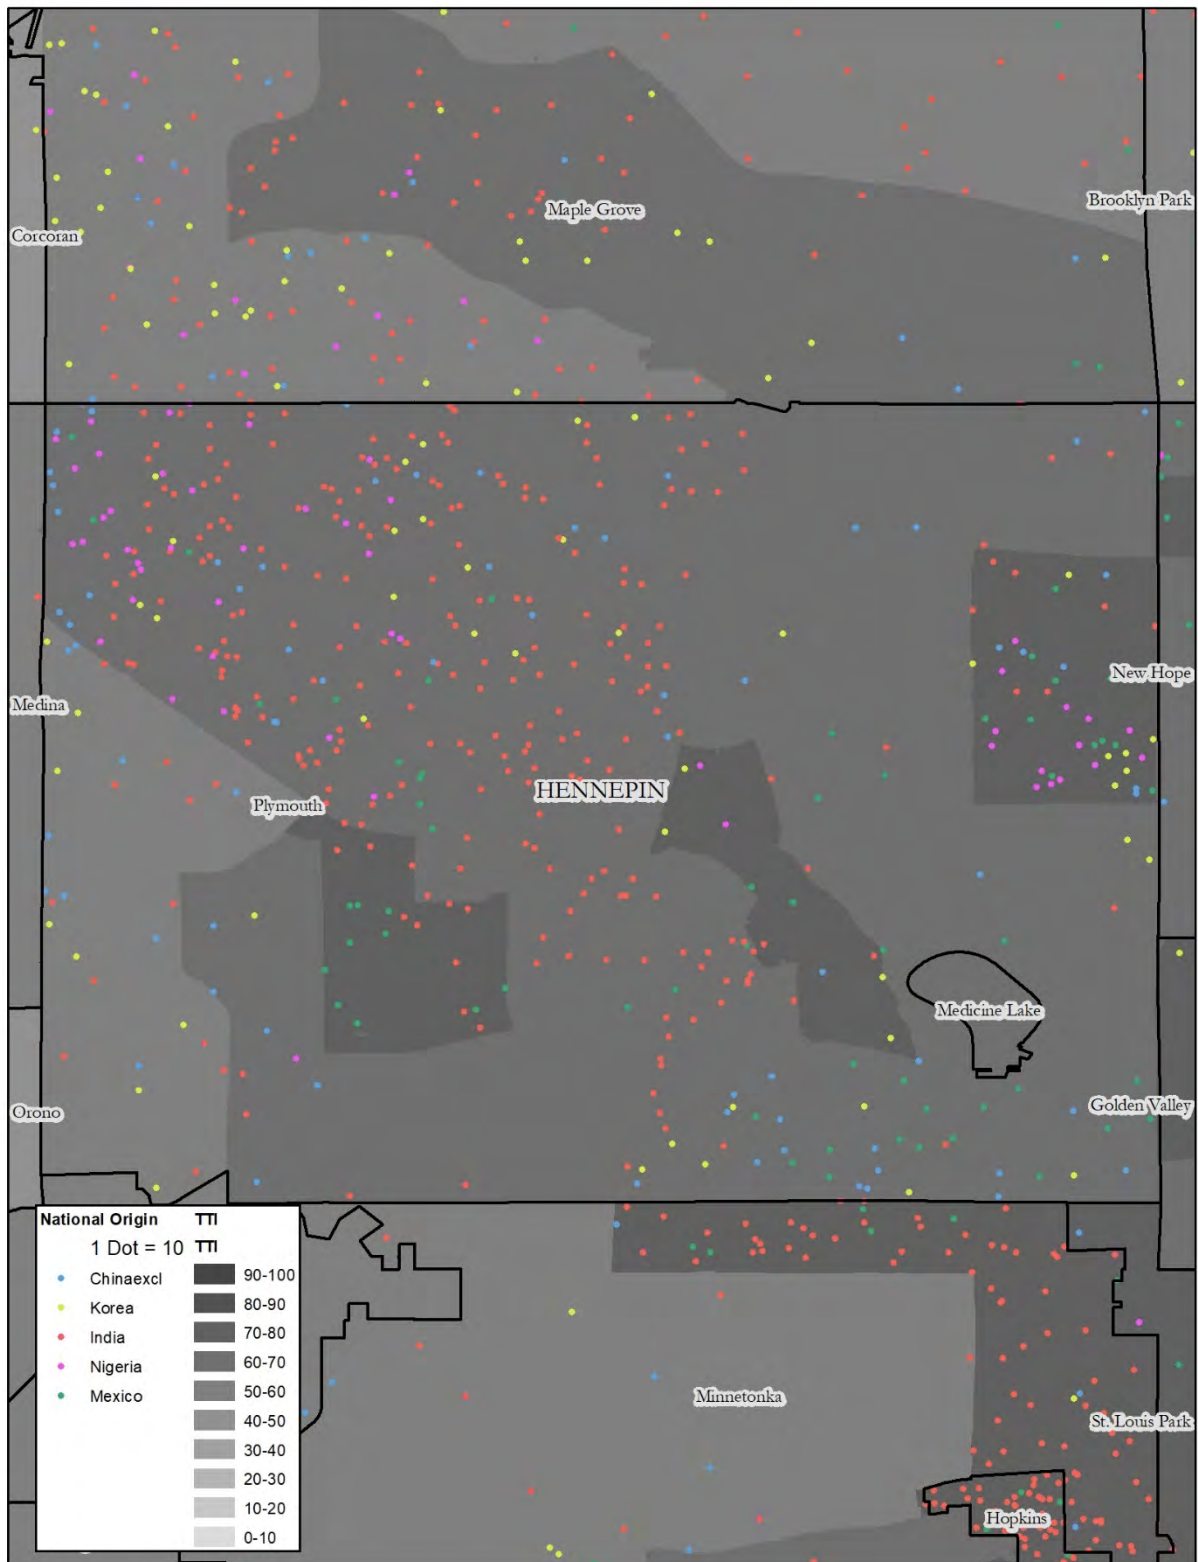 Maple Grove
Brooklyn Park
Corcoran
New Hope
Medina
HENNEPIN
Plymouth
Medicine Lake
Orono
Golden Valley
National Origin TTI
1 Dot = 10 TTI
Chinaexcl
Korea
India
Nigeria
Mexico
90-100
80-90
70-80
60-70
50-60
40-50
30-40
20-30
10-20
0-10
Minnetonka
St. Louis Park
Hopkins